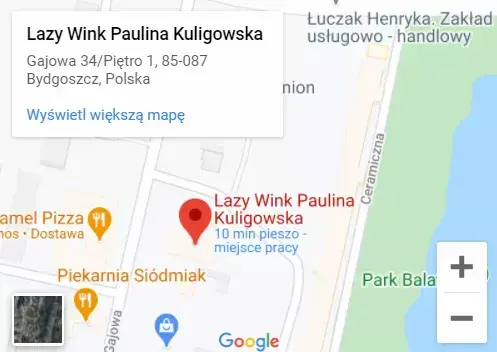 Lazy Wink Paulina Kuligowska
Gajowa 34/Piętro 1, 85-087
Bydgoszcz, Polska
Wyświetl większą mapę
Łuczak Henryka. Zakład
usługowo - handlowy
nion
Ceramiczna
Lazy Wink Paulina
Kuligowska
10 min pieszo -
miejsce pracy
amel Pizza
nos • Dostawa
Piekarnia Siódmiak
Park Bala
Gajowa
Google
+
−